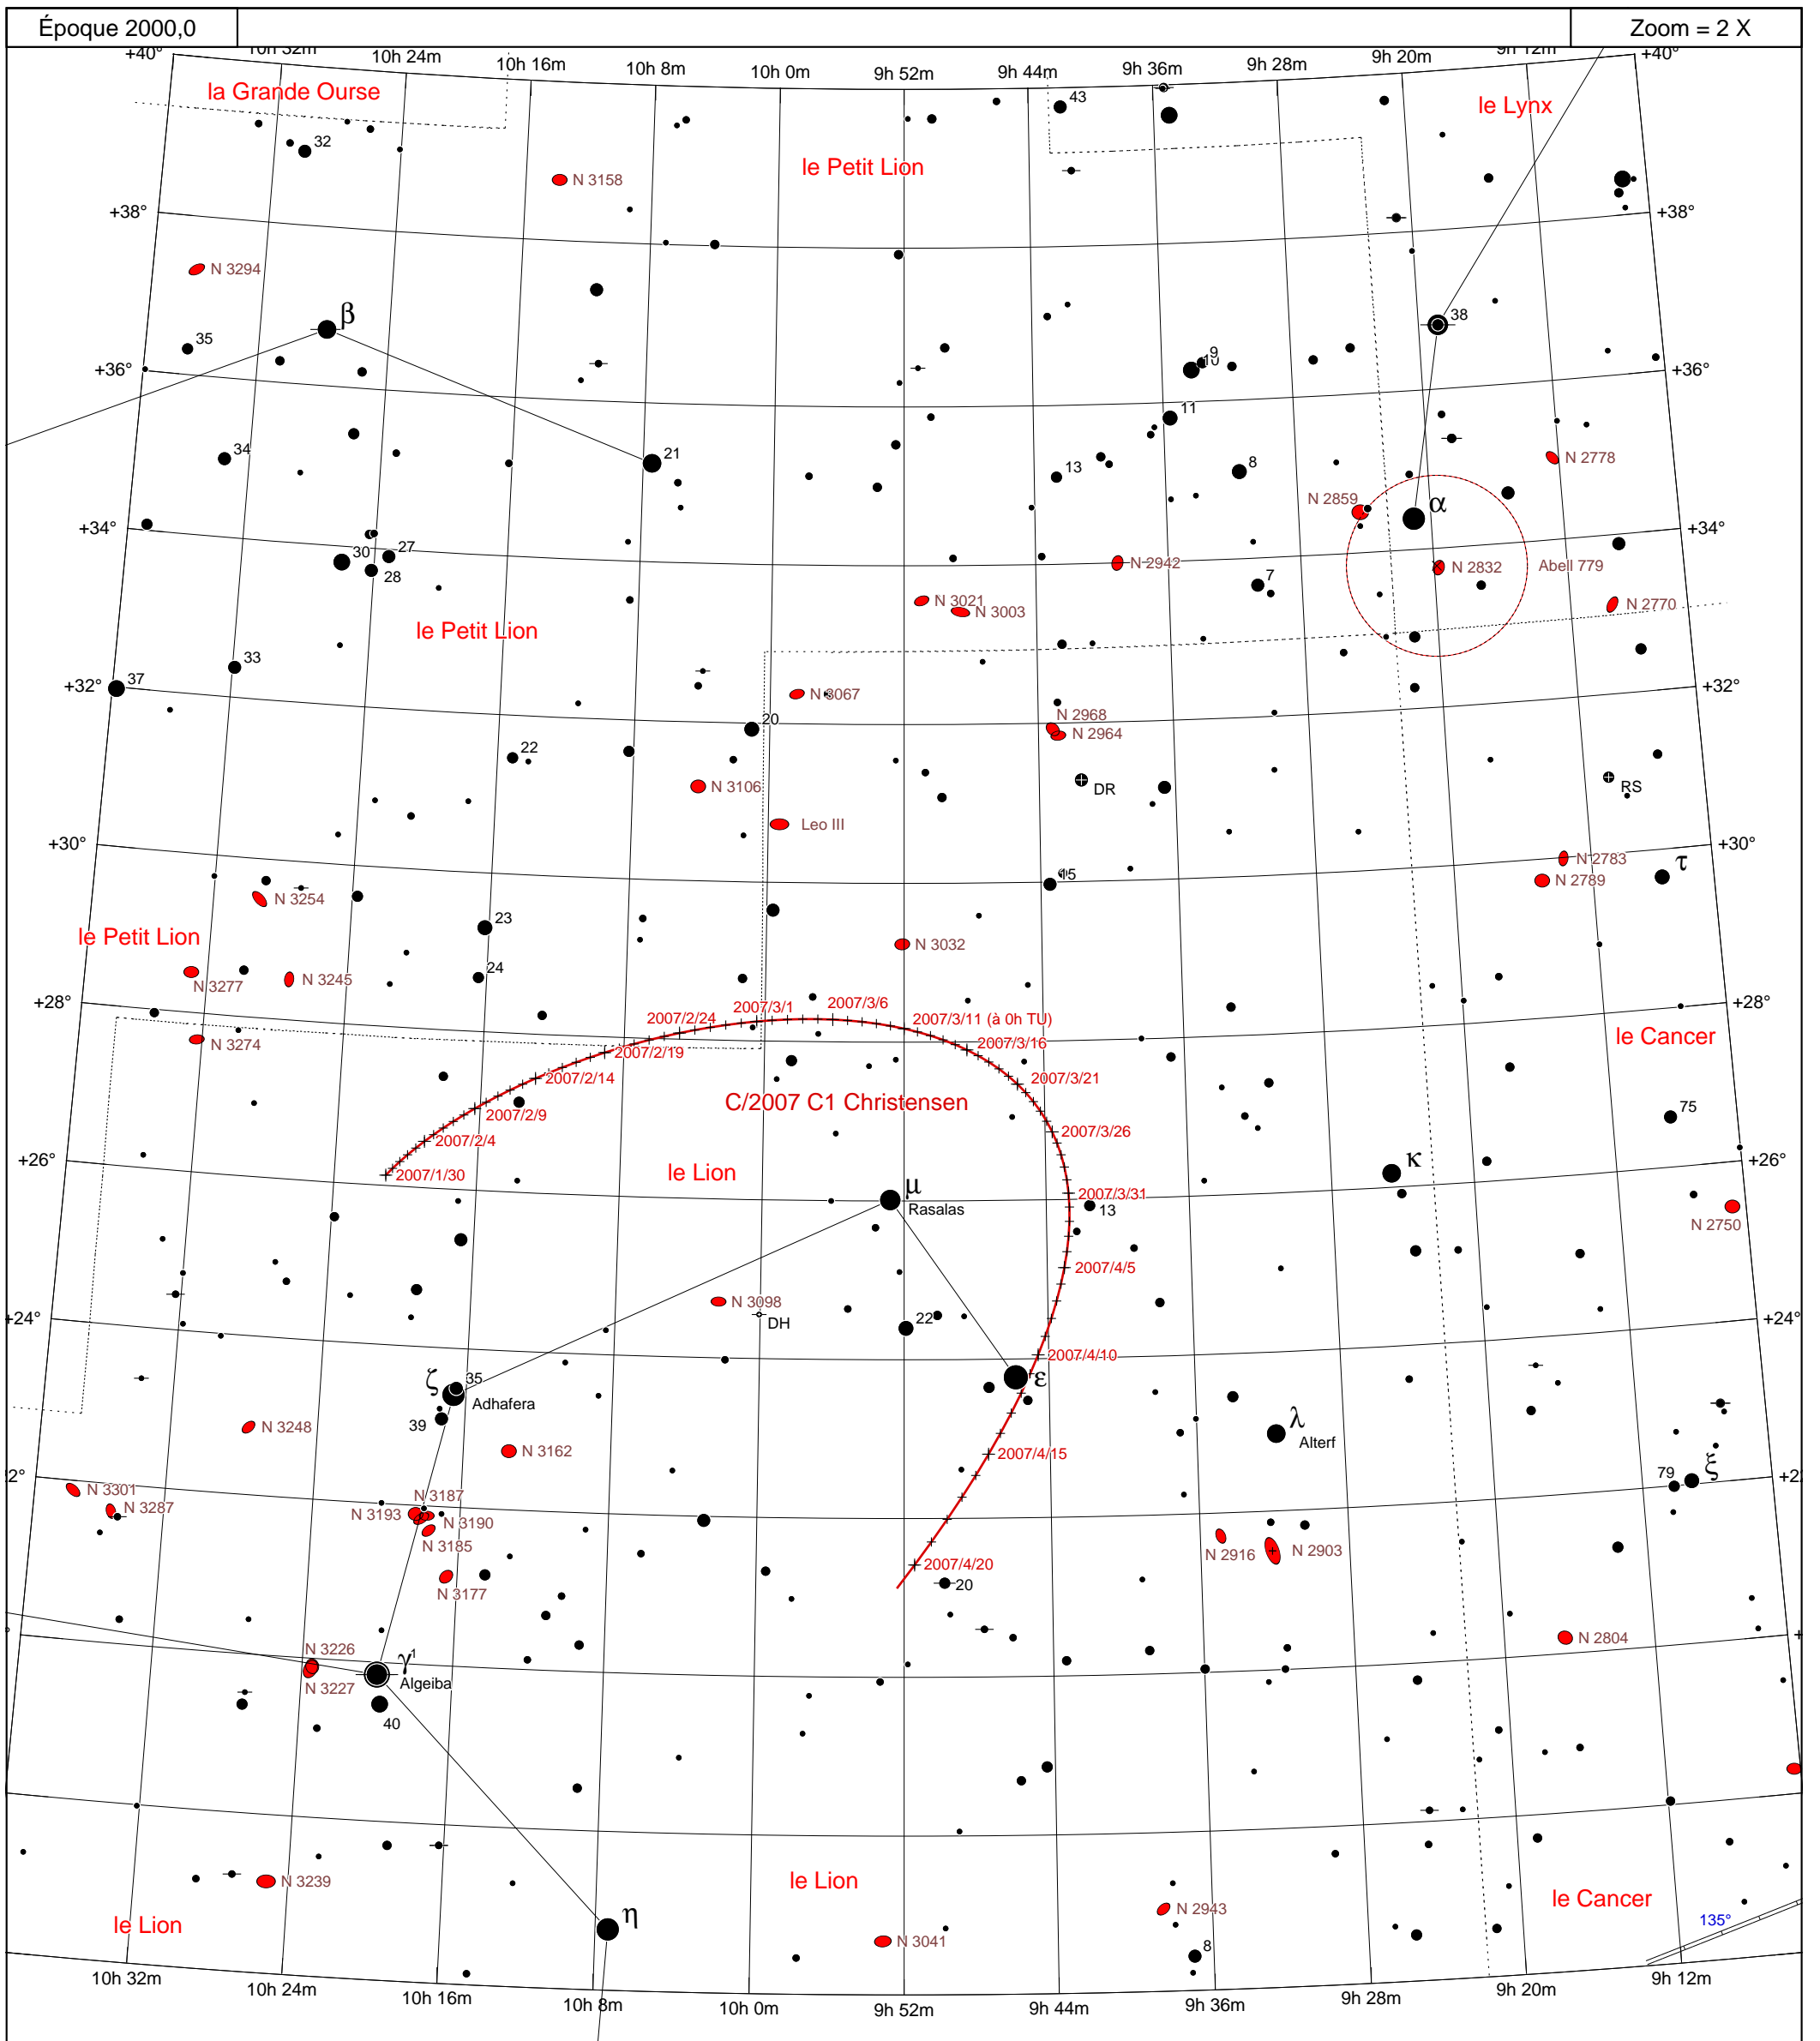 Époque 2000,0
Zoom = 2 X
+40°
10h 32m
10h 24m
10h 16m
10h 8m
10h 0m
9h 52m
9h 44m
9h 36m
9h 28m
9h 20m
9h 12m
+40°
la Grande Ourse
43
le Lynx
32
le Petit Lion
N 3158
+38°
+38°
N 3294
β
38
35
9
10
+36°
+36°
11
34
21
13
8
N 2778
N 2859
α
+34°
+34°
30
27
28
N 2942
N 2832
Abell 779
7
N 3021
N 3003
N 2770
le Petit Lion
33
37
+32°
+32°
N 3067
N 2968
N 2964
20
22
N 3106
DR
RS
Leo III
+30°
+30°
N 2783
N 2789
τ
15
N 3254
23
le Petit Lion
N 3032
24
N 3277
N 3245
+28°
+28°
2007/3/1
2007/3/6
2007/2/24
2007/3/11 (à 0h TU)
N 3274
2007/2/19
2007/3/16
le Cancer
2007/2/14
2007/3/21
C/2007 C1 Christensen
2007/2/9
75
2007/2/4
2007/3/26
+26°
+26°
2007/1/30
le Lion
κ
μ
Rasalas
2007/3/31
13
N 2750
2007/4/5
N 3098
DH
22
+24°
+24°
2007/4/10
ζ
35
Adhafera
ε
39
λ
Alterf
N 3248
N 3162
2007/4/15
ξ
79
2°
+2
N 3301
N 3287
N 3187
N 3193
N 3190
N 3185
N 2916
N 2903
2007/4/20
N 3177
20
N 3226
N 2804
γ1
Algeiba
N 3227
40
N 3239
le Lion
le Cancer
N 2943
le Lion
η
135°
N 3041
8
10h 32m
10h 24m
10h 16m
10h 8m
10h 0m
9h 52m
9h 44m
9h 36m
9h 28m
9h 20m
9h 12m